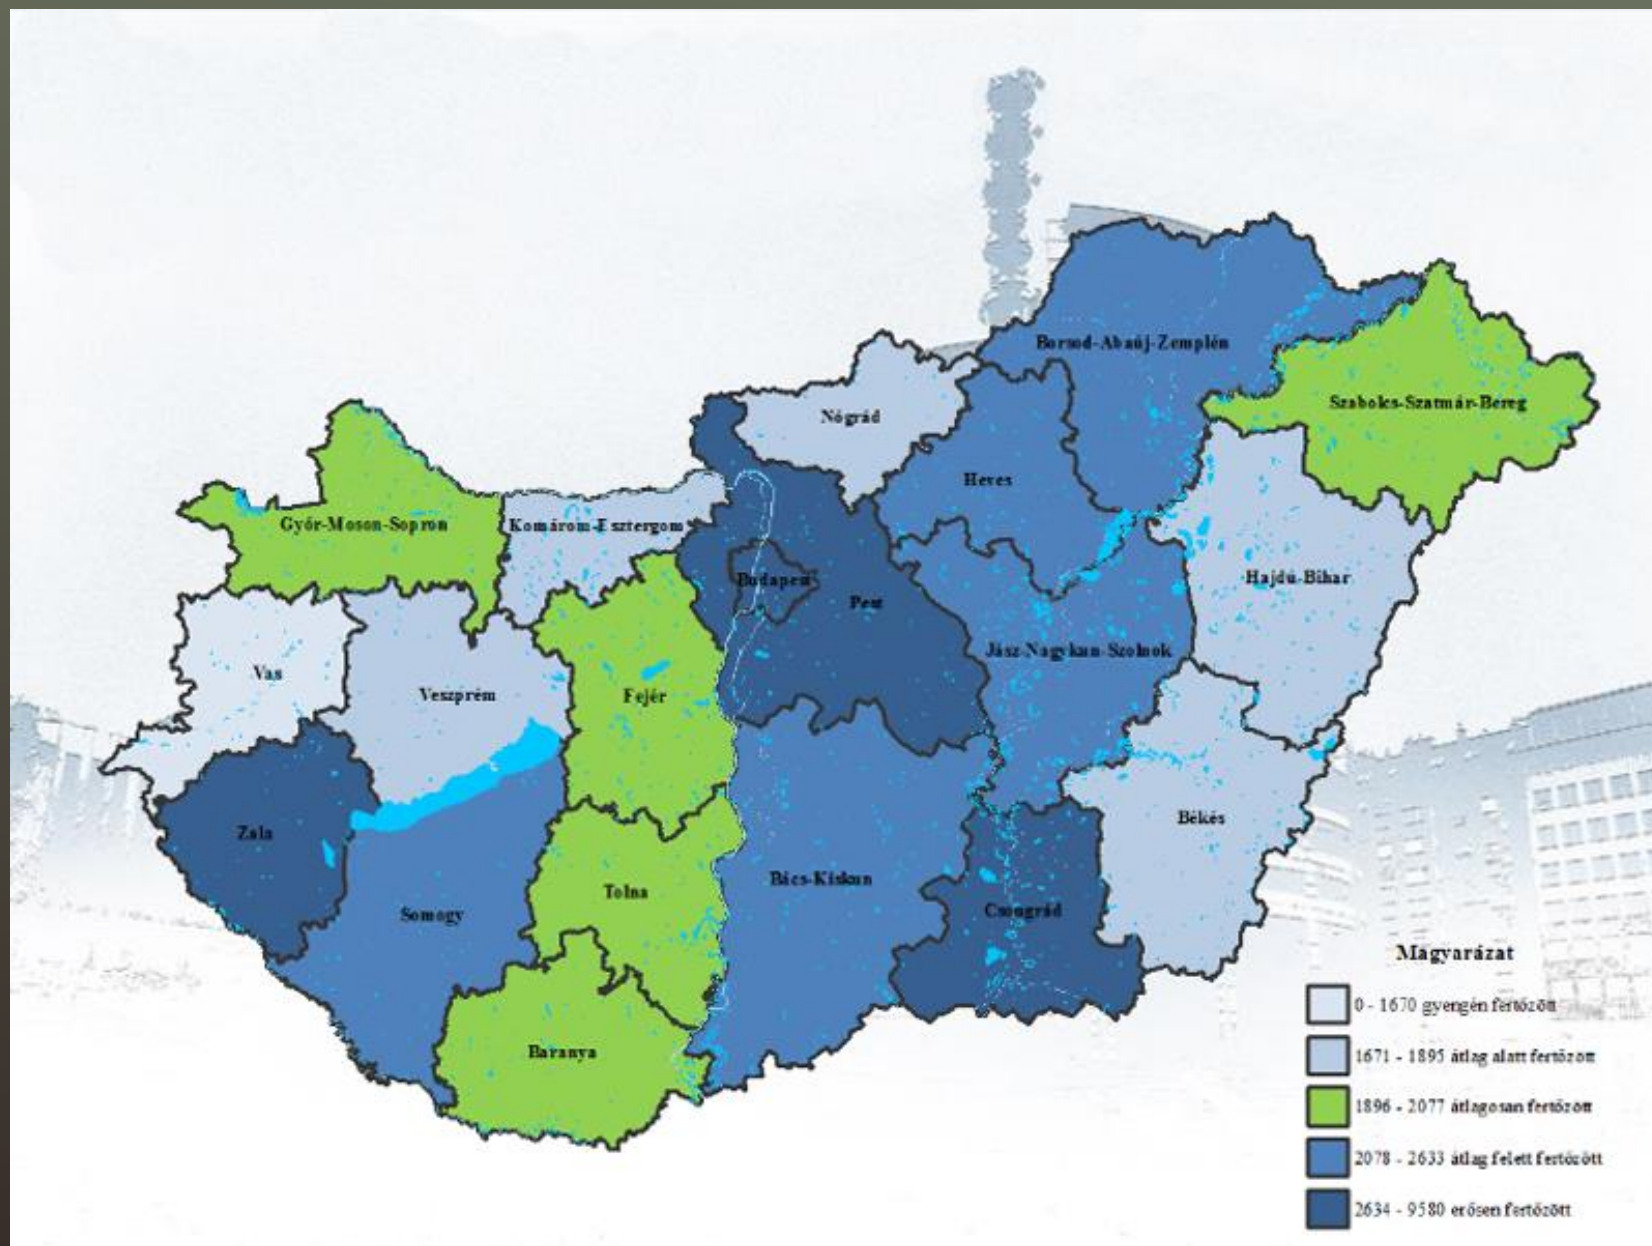 Borsod-Abaúj-Zemplén
Szabolcs-Szatmár-Bereg
Nógrád
Heves
Győr-Moson-Sopron
Komárom-Esztergom
Budapest
Pest
Hajdú-Bihar
Jász-Nagykun-Szolnok
Vas
Veszprém
Fejér
Zala
Békés
Tolna
Bács-Kiskun
Somogy
Csongrád
Baranya
Magyarázat
0 - 1670 gyengén fertőzött
1671 - 1895 átlag alatt fertőzött
1896 - 2077 átlagosan fertőzött
2078 - 2633 átlag felett fertőzött
2634 - 9580 erősen fertőzött